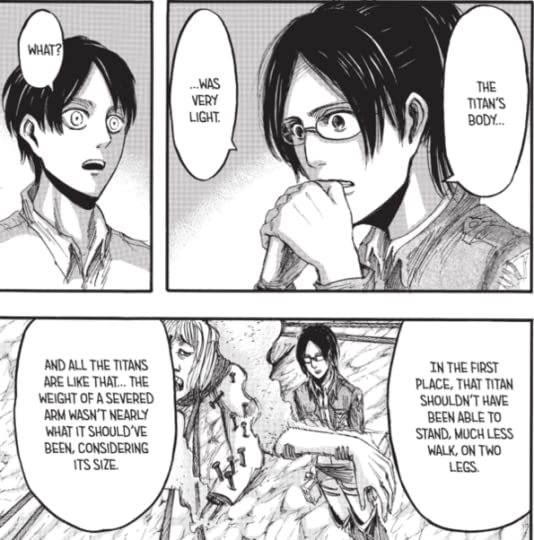 THE
TITAN'S
BODY...
...WAS
VERY
LIGHT.
WHAT?
IN THE FIRST
PLACE, THAT TITAN
SHOULDN'T HAVE
BEEN ABLE TO
STAND, MUCH LESS
WALK, ON TWO
LEGS.
AND ALL THE TITANS
ARE LIKE THAT... THE
WEIGHT OF A SEVERED
ARM WASN'T NEARLY
WHAT IT SHOULD'VE
BEEN, CONSIDERING
ITS SIZE.